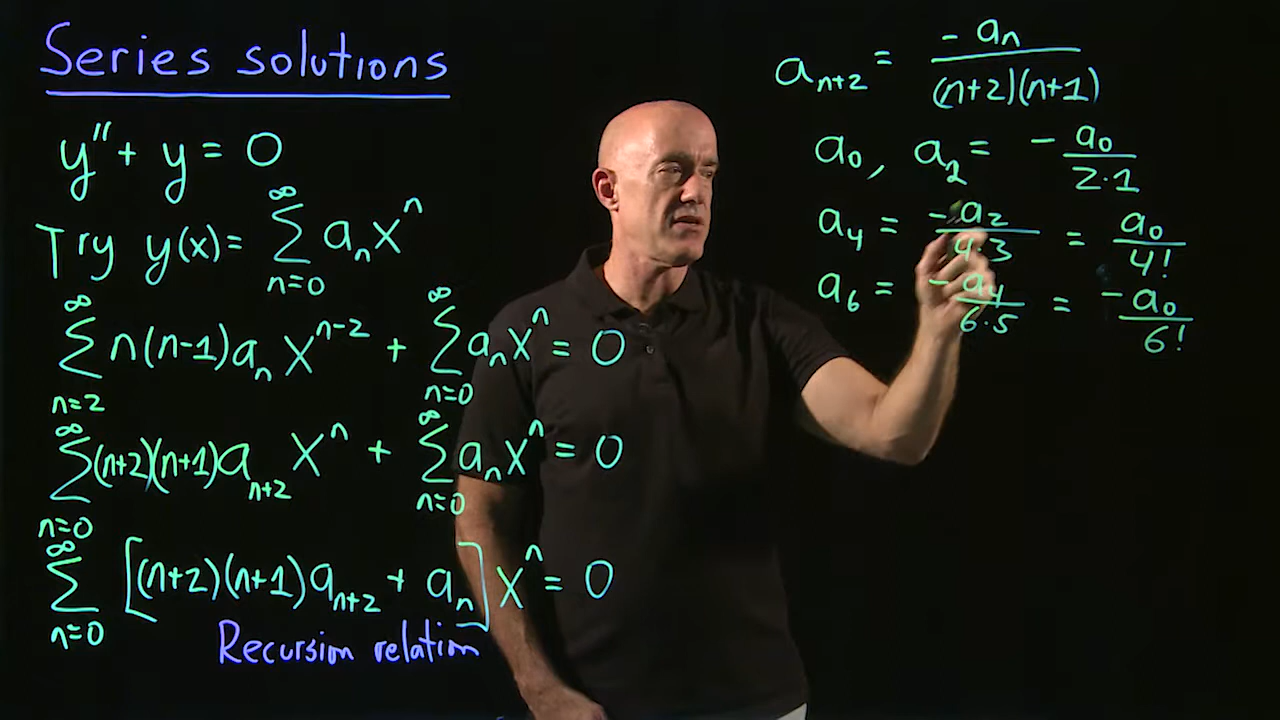 Series solutions
y'' + y = 0
Try y(x) = ∑_{n=0}^{∞} a_n x^n
∑_{n=2}^{∞} n(n-1) a_n x^{n-2} + ∑_{n=0}^{∞} a_n x^n = 0
∑_{n=0}^{∞} (n+2)(n+1) a_{n+2} x^n + ∑_{n=0}^{∞} a_n x^n = 0
∑_{n=0}^{∞} [(n+2)(n+1) a_{n+2} + a_n] x^n = 0
Recursion relation
a_{n+2} = -a_n / (n+2)(n+1)
a_0, a_2 = - a_0 / 2·1
a_4 = -a_2 / 4·3 = a_0 / 4!
a_6 = -a_4 / 6·5 = -a_0 / 6!